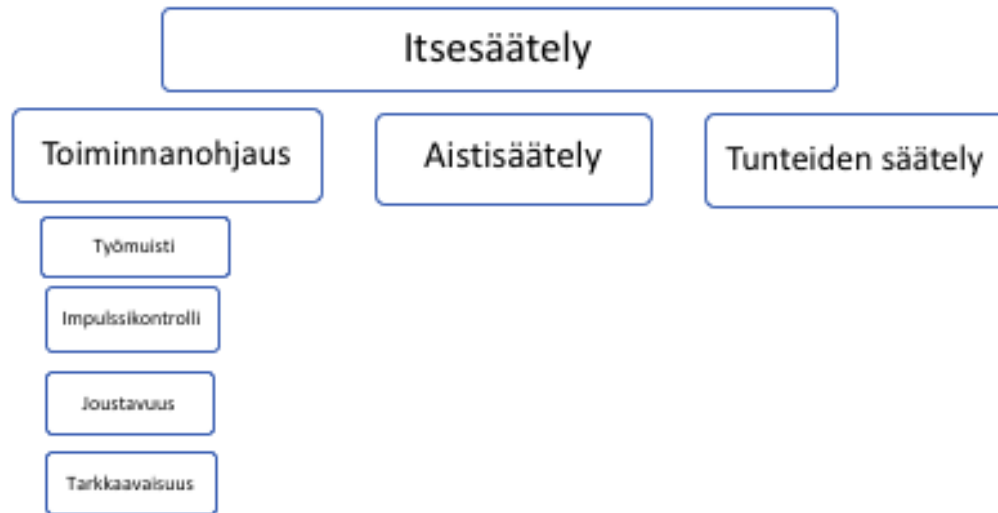 Itsesäätely
Toiminnanohjaus
Aistisäätely
Tunteiden säätely
Työmuisti
Impulssikontrolli
Joustavuus
Tarkkaavaisuus